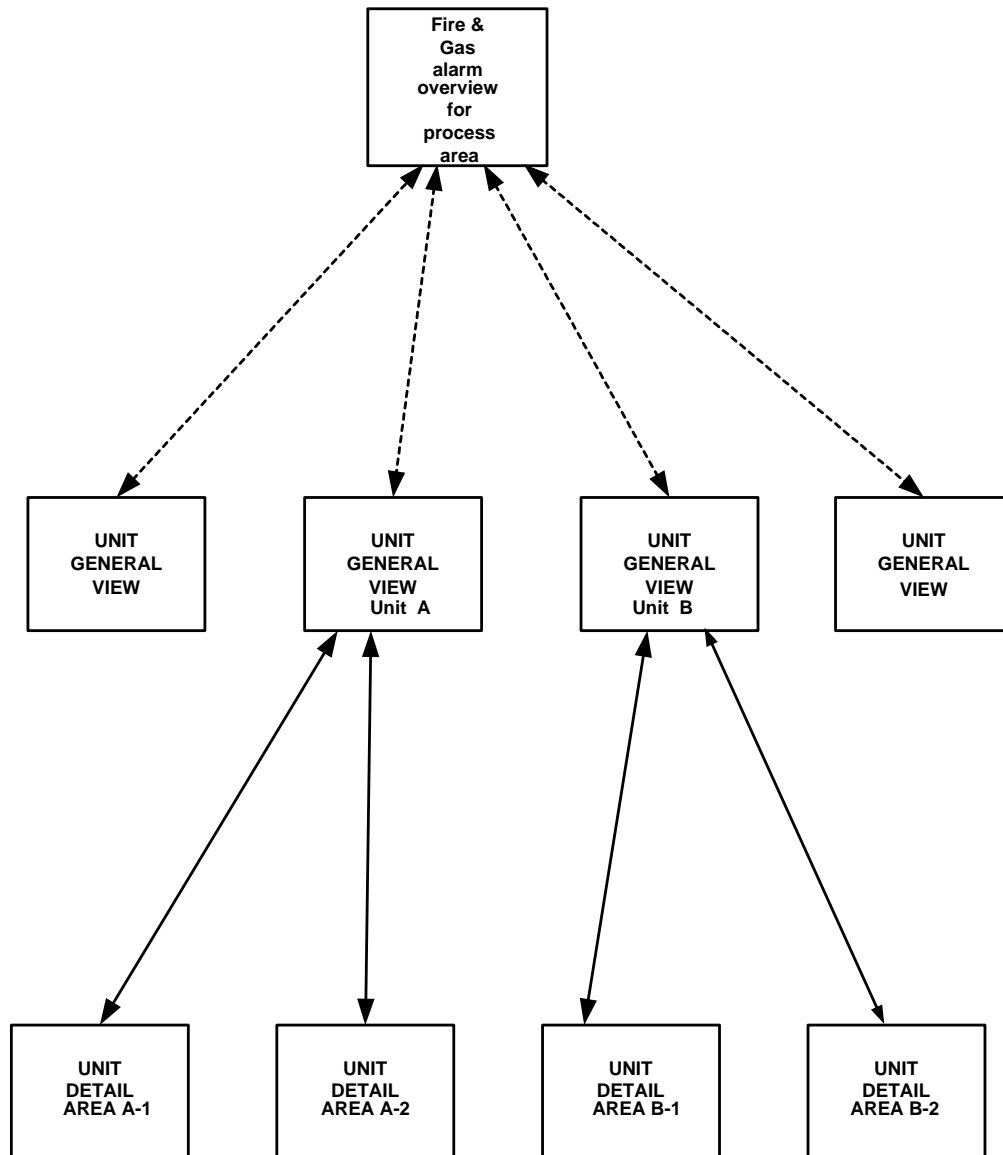 Fire &
Gas
alarm
overview
for
process
area
UNIT
GENERAL
VIEW
UNIT
GENERAL
VIEW
Unit A
UNIT
GENERAL
VIEW
Unit B
UNIT
GENERAL
VIEW
UNIT
DETAIL
AREA A-1
UNIT
DETAIL
AREA A-2
UNIT
DETAIL
AREA B-1
UNIT
DETAIL
AREA B-2